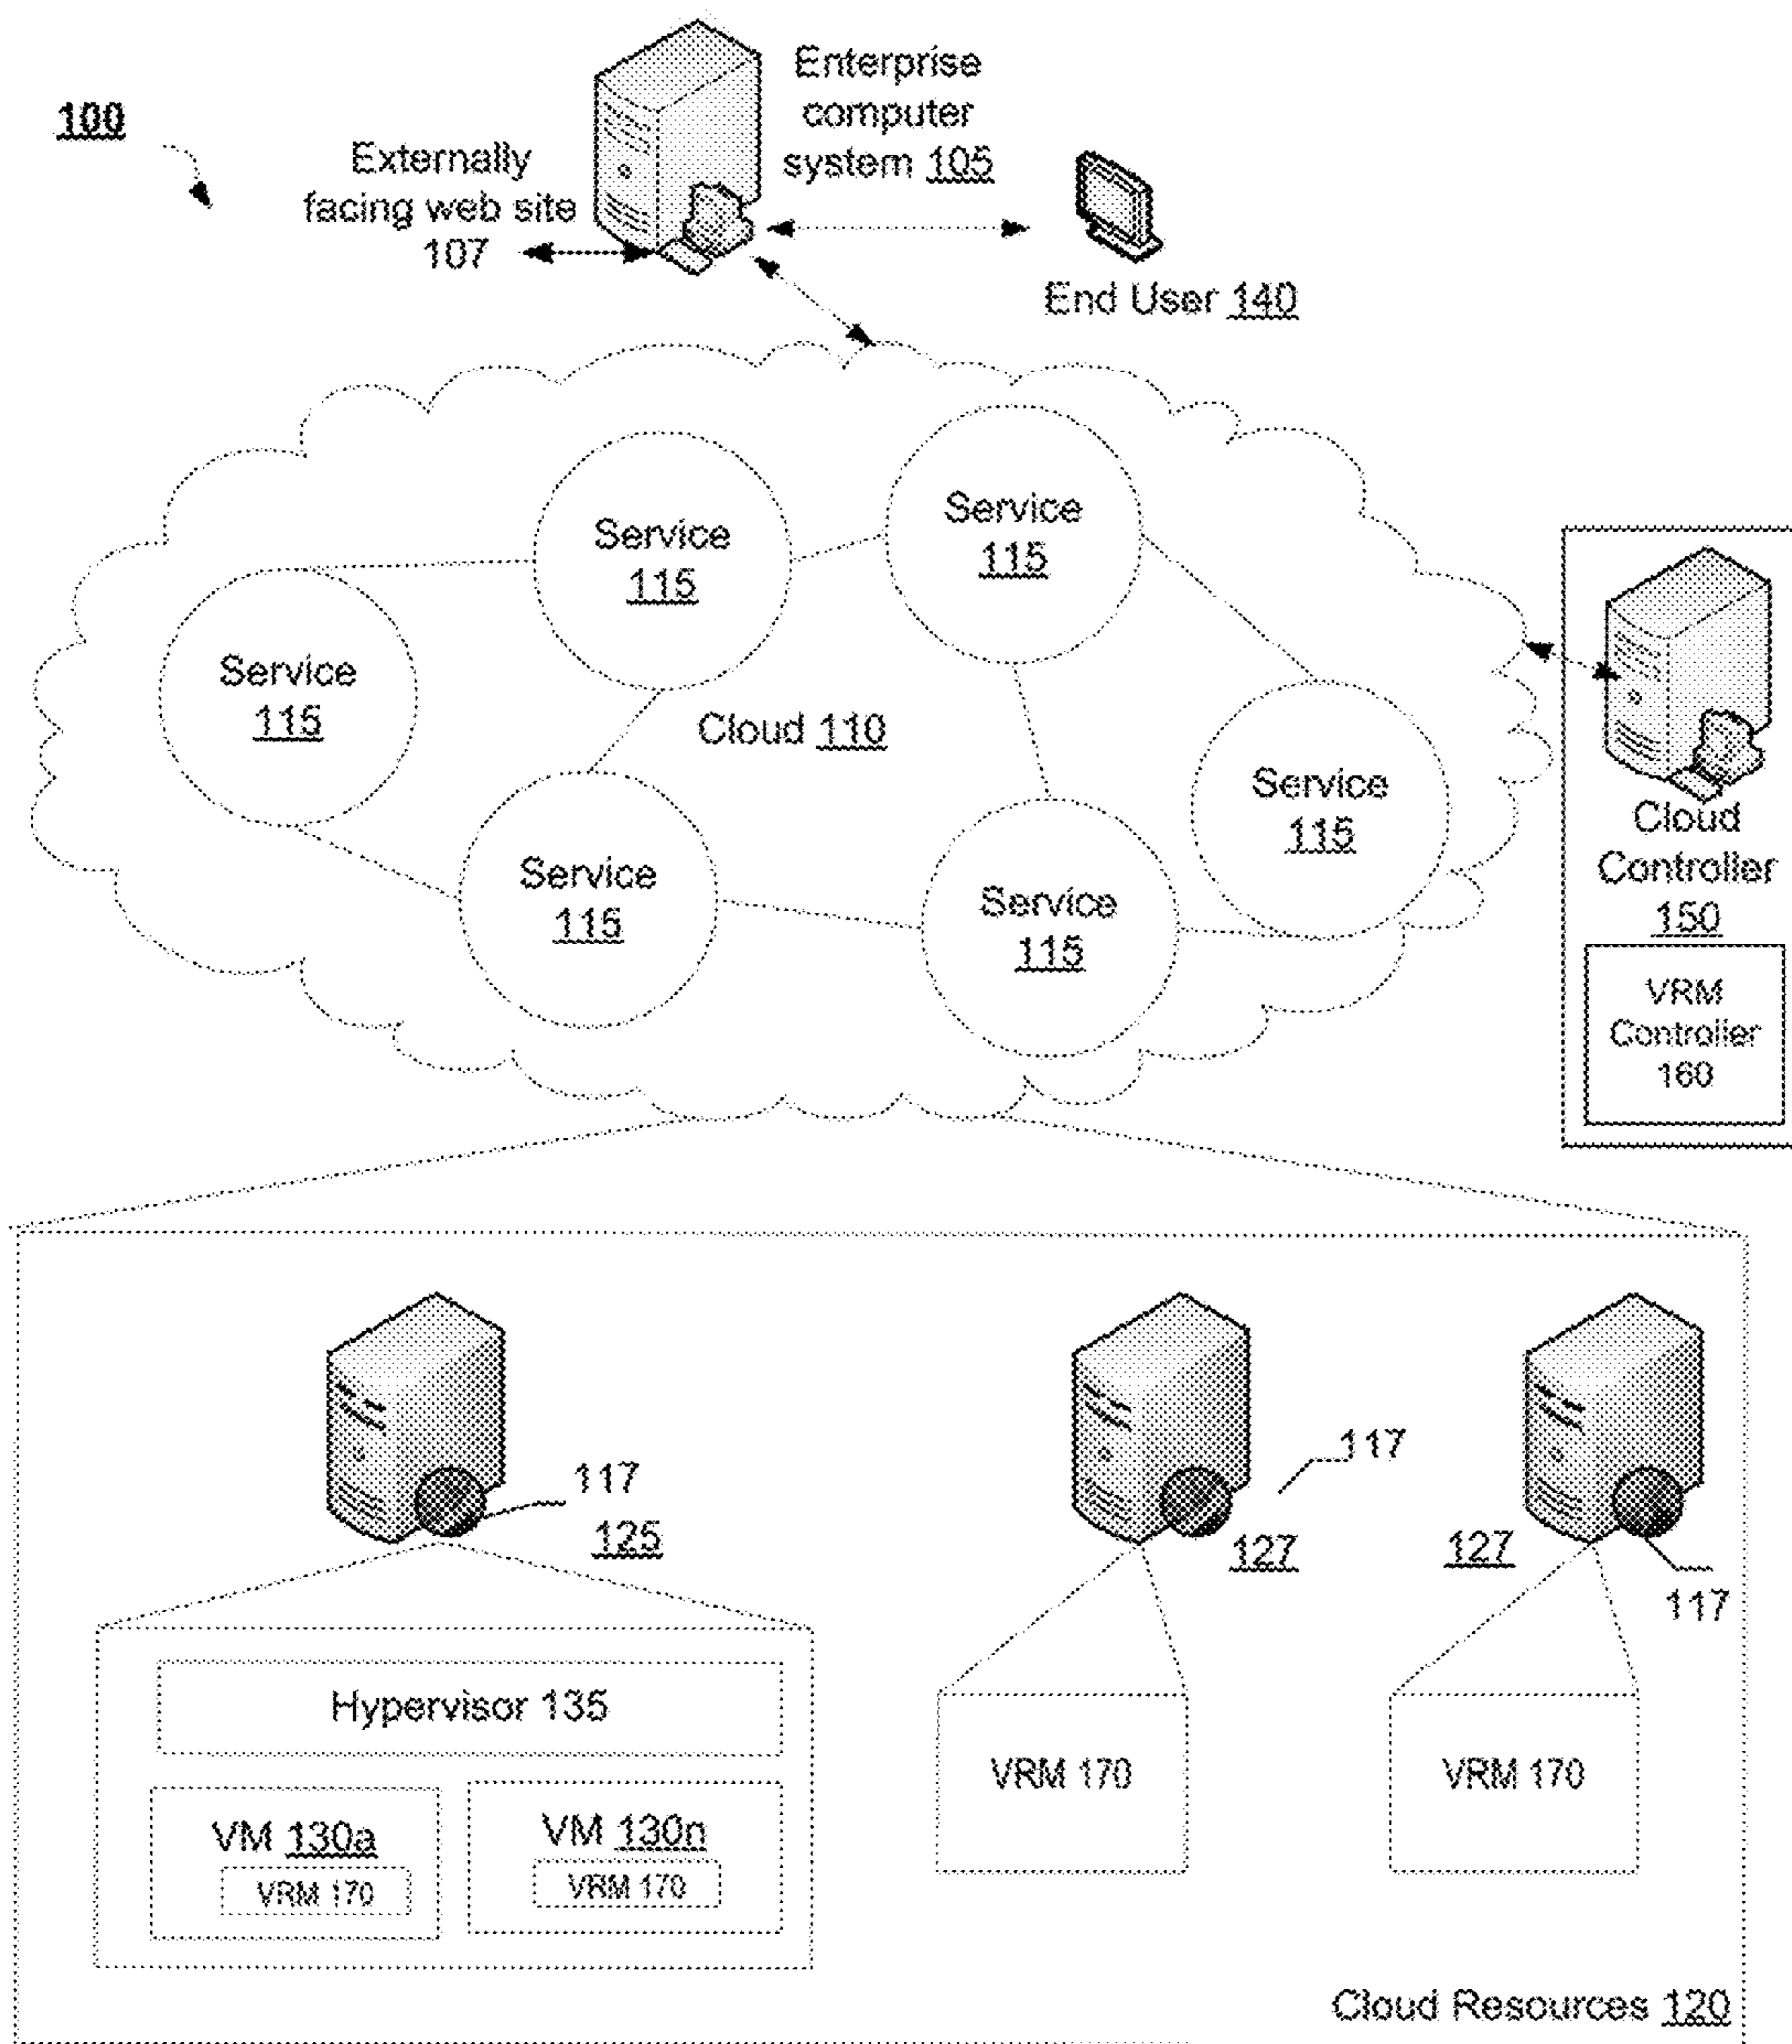 100
Enterprise
computer
system 105
Externally
facing web site
107
End User 140
Service
115
Service
115
Service
115
Cloud 110
Service
115
Service
115
Service
115
Cloud
Controller
150
VRM
Controller
160
117
125
117
127
127
117
Hypervisor 135
VM 130a
VRM 170
VM 130n
VRM 170
VRM 170
VRM 170
Cloud Resources 120